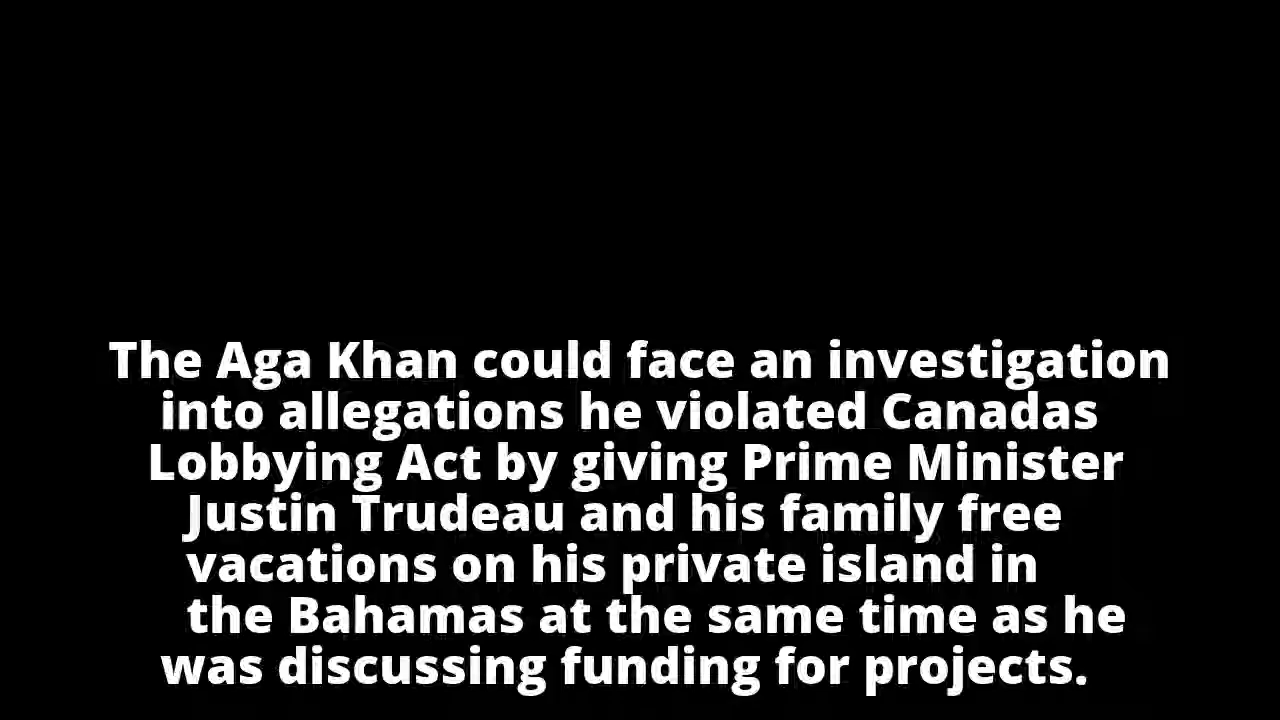 The Aga Khan could face an investigation
into allegations he violated Canadas
Lobbying Act by giving Prime Minister
Justin Trudeau and his family free
vacations on his private island in
the Bahamas at the same time as he
was discussing funding for projects.